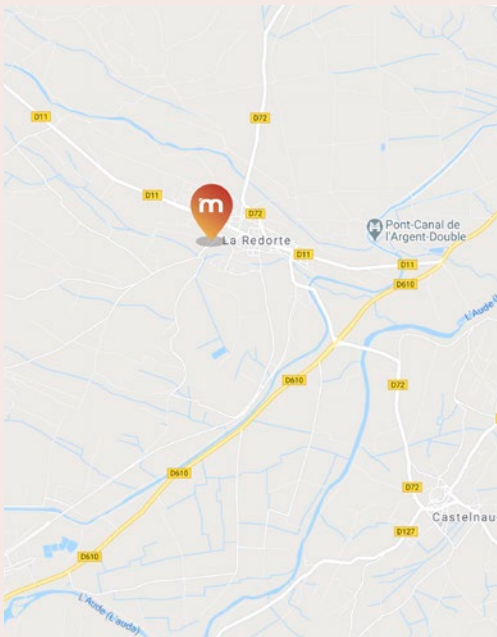 D11
D72
D11
m
D72
La Redorte
Pont-Canal de
l'Argent-Double
D11
D11
D610
L'Aude (
D610
D72
D610
D72
Castelnau
D127
D610
L'Aude (L'auda)